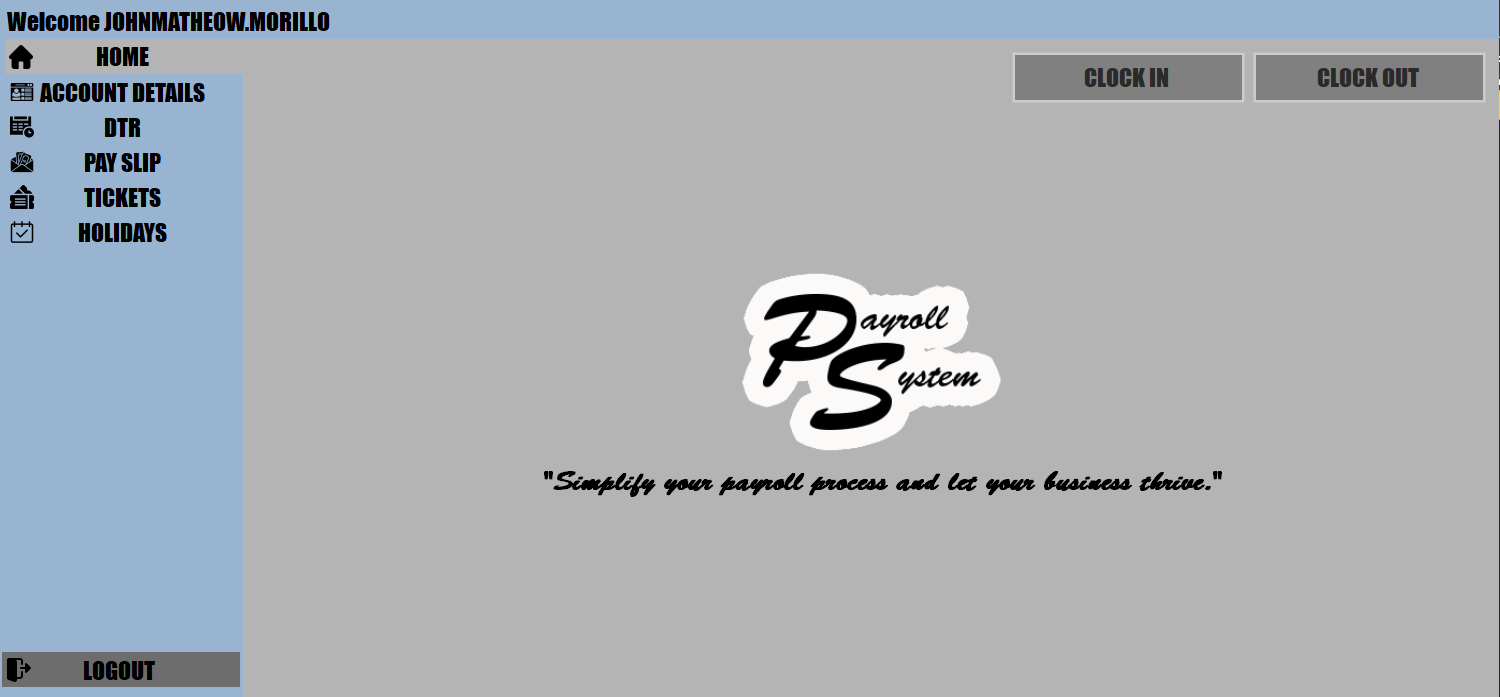 Welcome JOHNMATHEOW.MORILLO
HOME
CLOCK IN
CLOCK OUT
ACCOUNT DETAILS
DTR
PAY SLIP
TICKETS
HOLIDAYS
Payroll
System
"Simplify your payroll process and let your business thrive."
LOGOUT